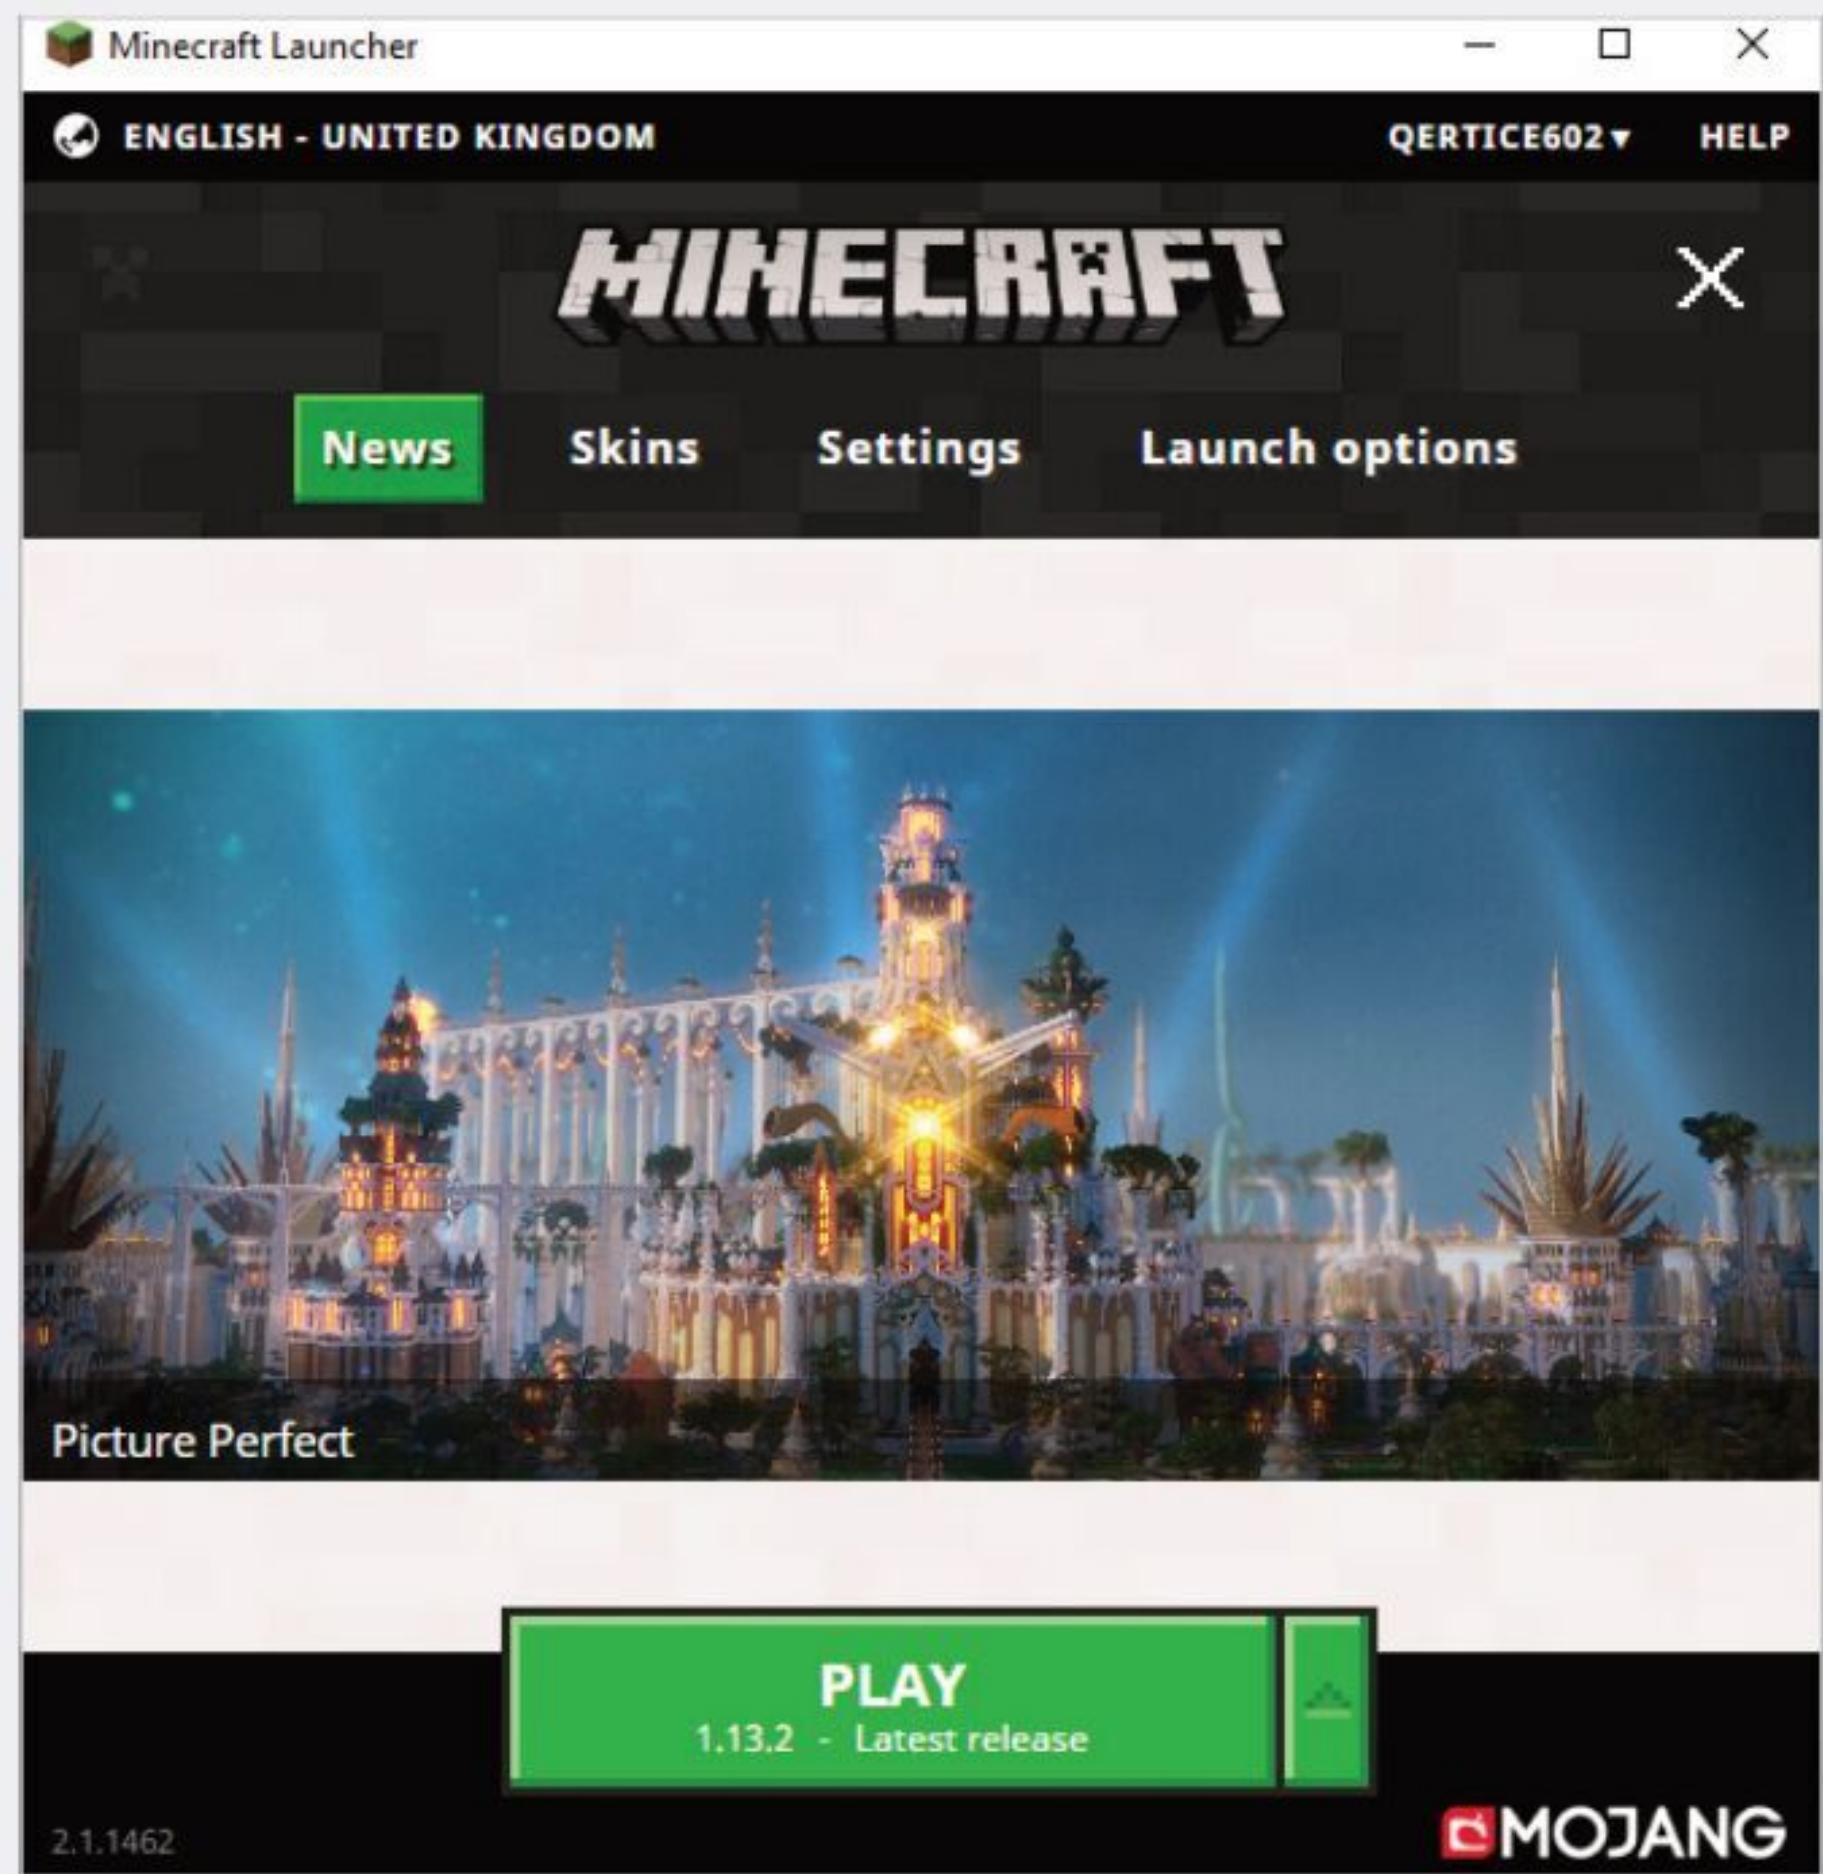 Minecraft Launcher
ENGLISH - UNITED KINGDOM
QERTICE602▼
HELP
MINECRAFT
News
Skins
Settings
Launch options
Picture Perfect
PLAY
1.13.2 - Latest release
2.1.1462
MOJANG